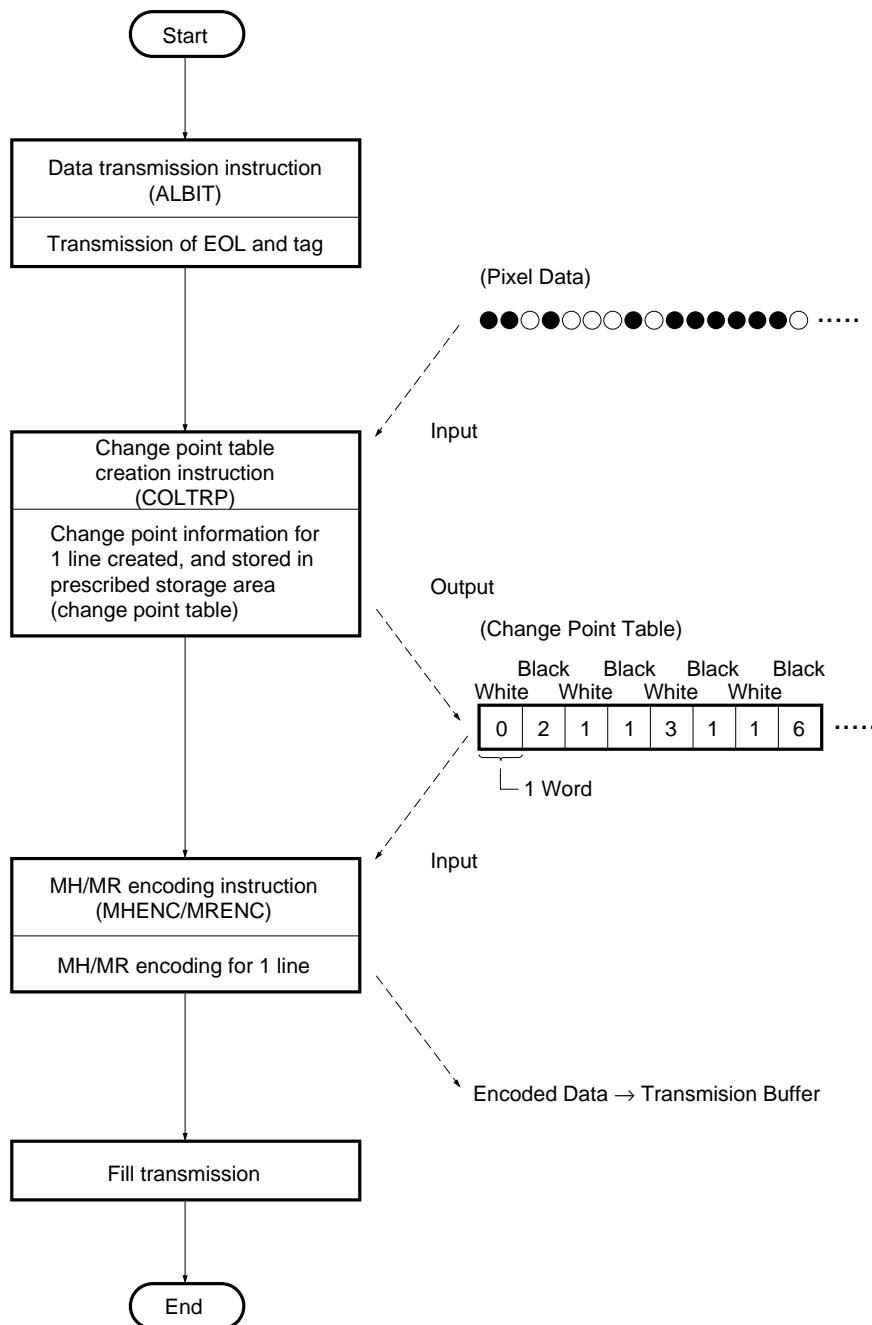 Start
Data transmission instruction
(ALBIT)
Transmission of EOL and tag
(Pixel Data)
.....
Input
Change point table
creation instruction
(COLTRP)
Change point information for
1 line created, and stored in
prescribed storage area
(change point table)
Output
(Change Point Table)
Black Black Black Black
White White White White
0 2 1 1 3 1 1 6 .....
1 Word
Input
MH/MR encoding instruction
(MHENC/MRENC)
MH/MR encoding for 1 line
Encoded Data → Transmision Buffer
Fill transmission
End